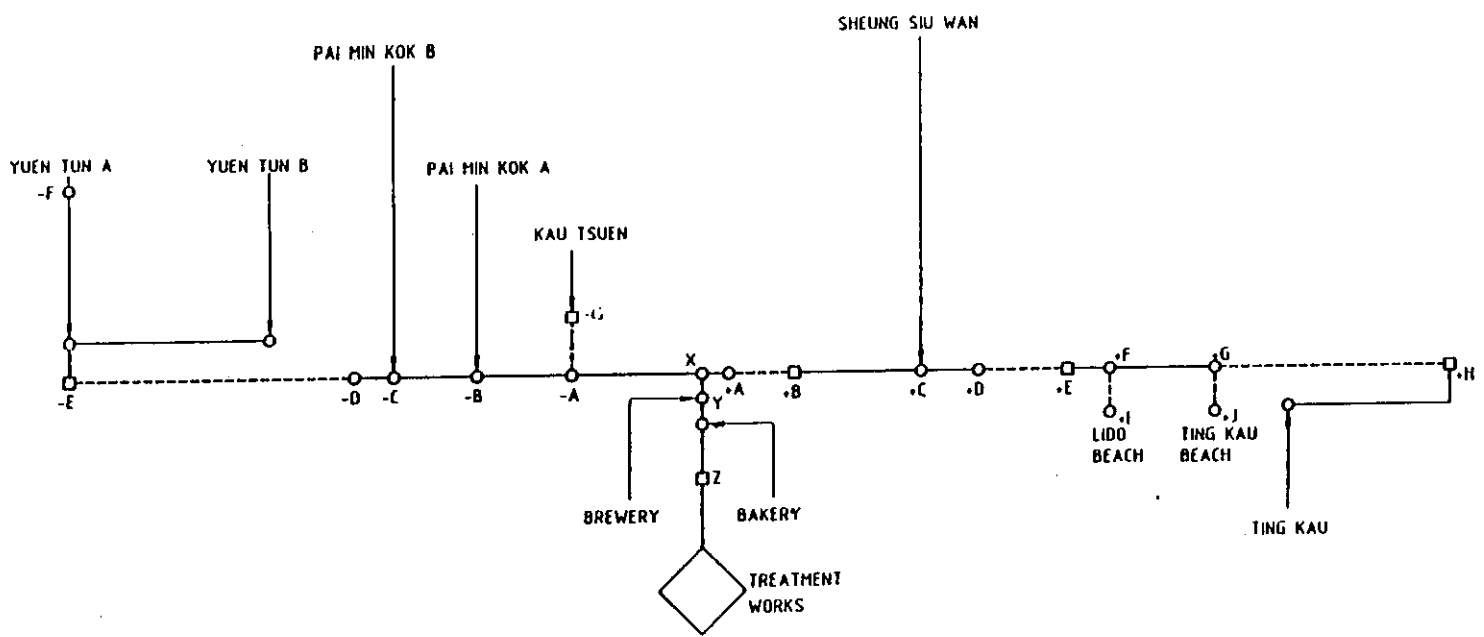 SHEUNG SIU WAN
PAI MIN KOK B
YUEN TUN A
YUEN TUN B
PAI MIN KOK A
-F
KAU TSUEN
-G
X
+F
+G
-E
-D
-C
-B
-A
+A
+B
+C
+D
+E
+H
Y
+I
+J
LIDO
BEACH
TING KAU
BEACH
Z
BREWERY
BAKERY
TING KAU
TREATMENT
WORKS